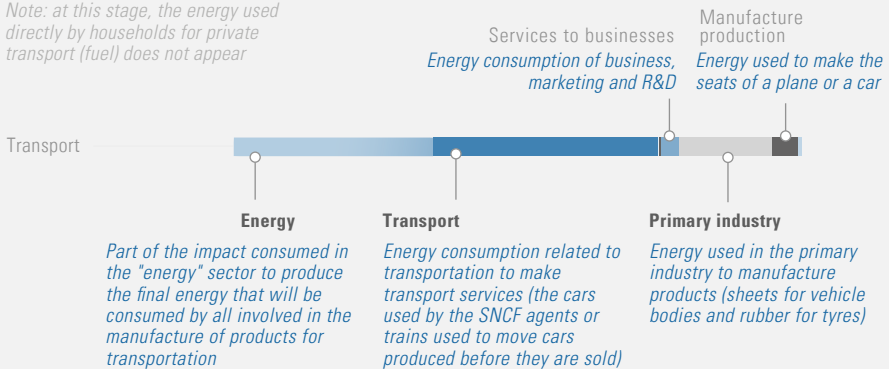 Note: at this stage, the energy used
directly by households for private
transport (fuel) does not appear
Services to businesses
Energy consumption of business,
marketing and R&D
Manufacture
production
Energy used to make the
seats of a plane or a car
Transport
Energy
Part of the impact consumed in
the "energy" sector to produce
the final energy that will be
consumed by all involved in the
manufacture of products for
transportation
Transport
Energy consumption related to
transportation to make
transport services (the cars
used by the SNCF agents or
trains used to move cars
produced before they are sold)
Primary industry
Energy used in the primary
industry to manufacture
products (sheets for vehicle
bodies and rubber for tyres)